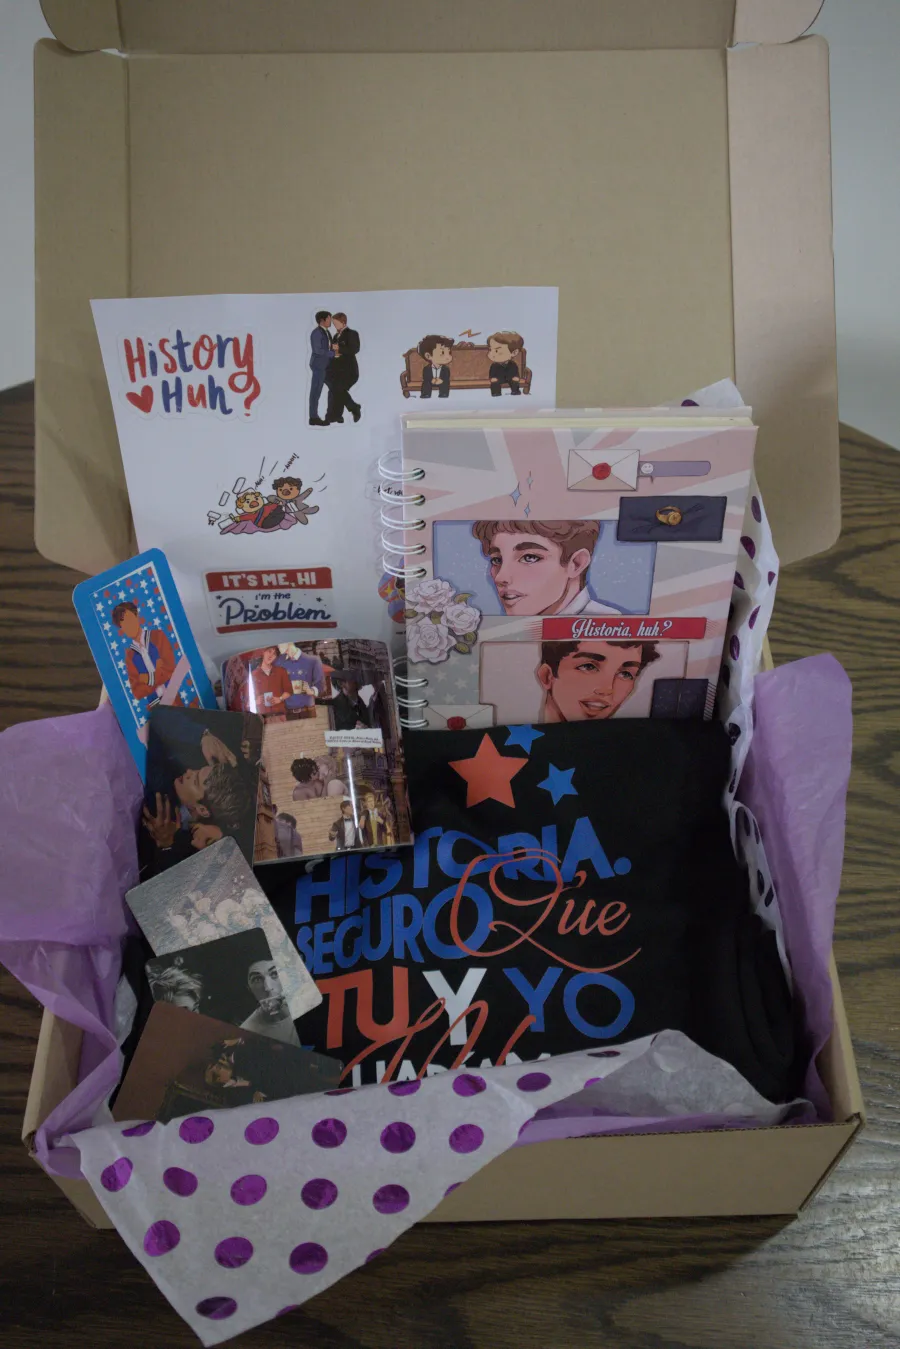 History
Huh?
IT'S ME, HI
I'm the
Problem
Historia, huh?
HISTORIA.
SEGURO Que
TU Y YO